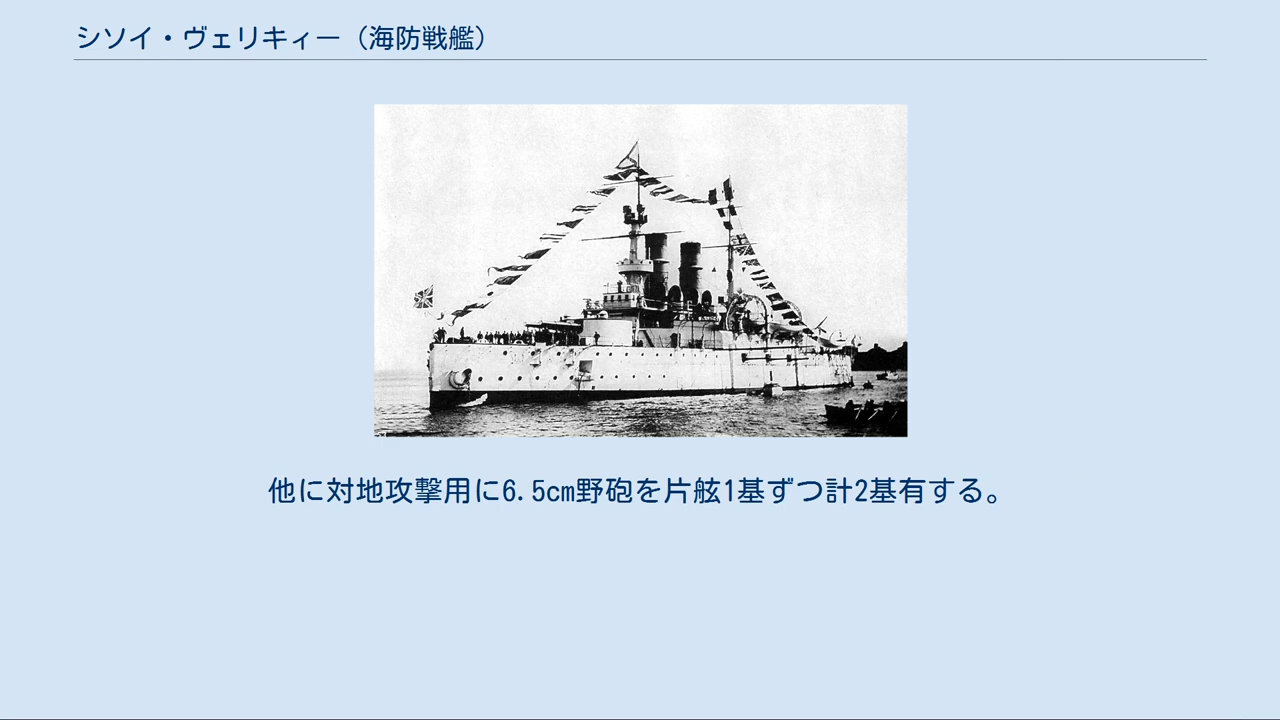 シソイ・ヴェリキィー（海防戦艦）
他に対地攻撃用に6.5cm野砲を片舷1基ずつ計2基有する。